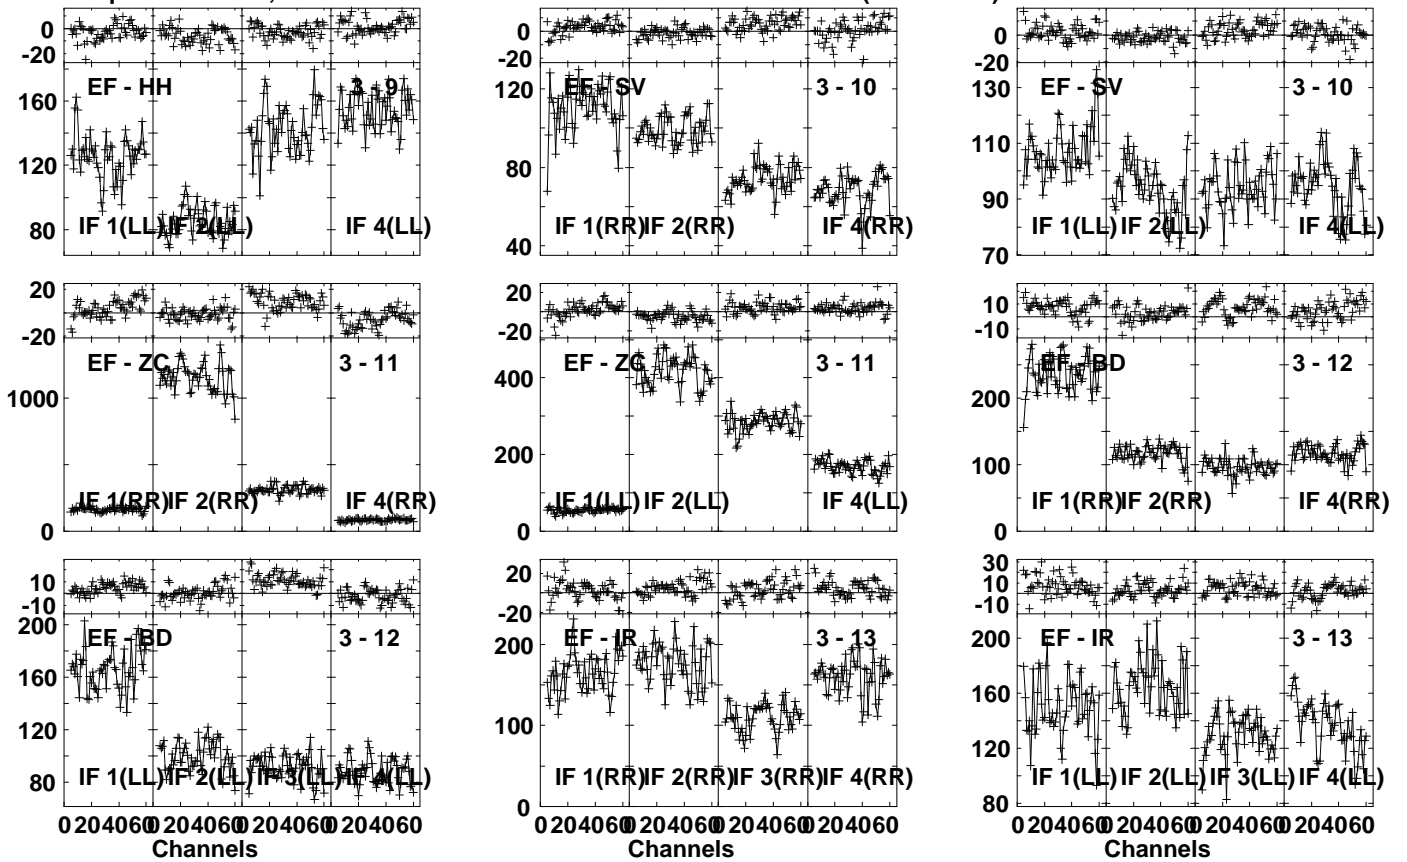 0
-20
EF - HH 3 - 9
160
120
80
IF 1(LL) IF 2(LL) IF 4(LL)
0
-20
EF - SV 3 - 10
120
80
40
IF 1(RR) IF 2(RR) IF 4(RR)
0
-20
EF - SV 3 - 10
130
110
90
70
IF 1(LL) IF 2(LL) IF 4(LL)
20
0
-20
EF - ZC 3 - 11
1000
0
IF 1(RR) IF 2(RR) IF 4(RR)
20
0
-20
EF - ZC 3 - 11
400
200
0
IF 1(LL) IF 2(LL) IF 4(LL)
10
-10
EF - BD 3 - 12
200
100
0
IF 1(RR) IF 2(RR) IF 4(RR)
10
-10
EF - BD 3 - 12
200
160
120
80
IF 1(LL) IF 2(LL) IF 3(LL) IF 4(LL)
0 204060 0 204060 0 204060 0 204060
Channels
20
0
-20
EF - IR 3 - 13
200
100
0
IF 1(RR) IF 2(RR) IF 3(RR) IF 4(RR)
0 204060 0 204060 0 204060 0 204060
Channels
30
10
-10
EF - IR 3 - 13
200
160
120
80
IF 1(LL) IF 2(LL) IF 3(LL) IF 4(LL)
0 204060 0 204060 0 204060 0 204060
Channels